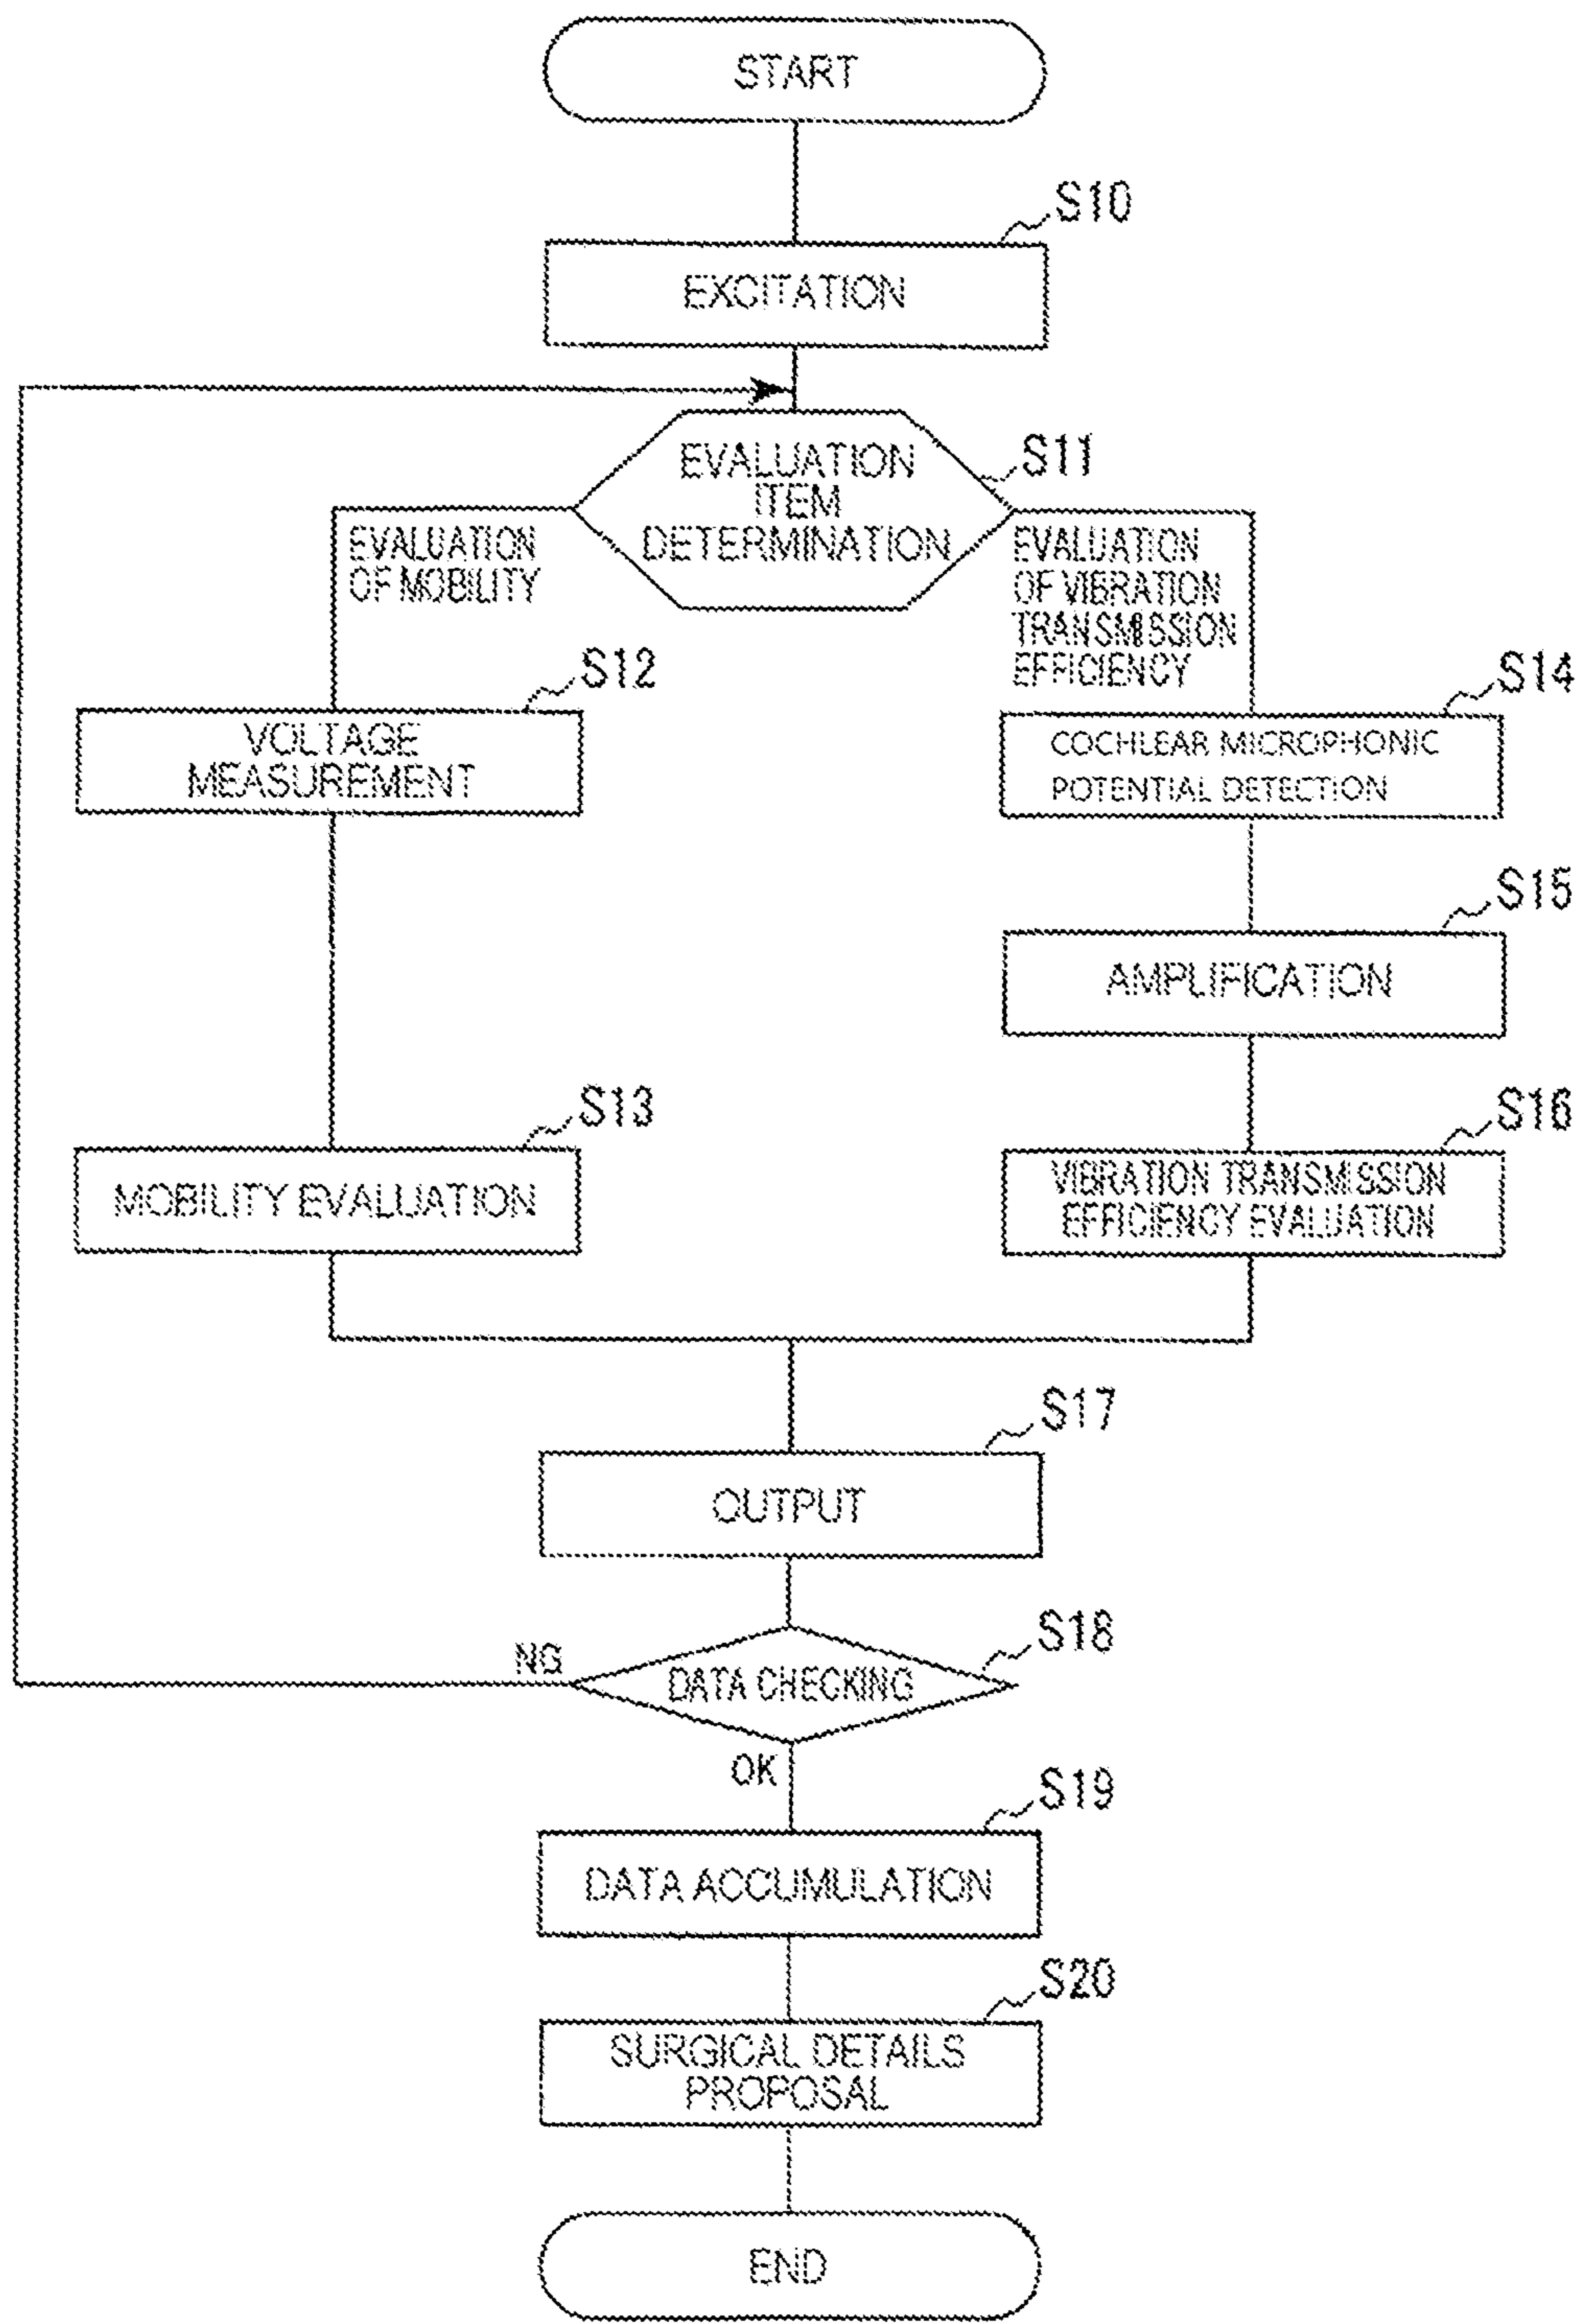 START
S10
EXCITATION
EVALUATION
ITEM
DETERMINATION
S11
EVALUATION
OF MOBILITY
EVALUATION
OF VIBRATION
TRANSMISSION
EFFICIENCY
S12
VOLTAGE
MEASUREMENT
S14
COCHLEAR MICROPHONIC
POTENTIAL DETECTION
S15
AMPLIFICATION
S13
MOBILITY EVALUATION
S16
VIBRATION TRANSMISSION
EFFICIENCY EVALUATION
S17
OUTPUT
S18
NG
DATA CHECKING
OK
S19
DATA ACCUMULATION
S20
SURGICAL DETAILS
PROPOSAL
END